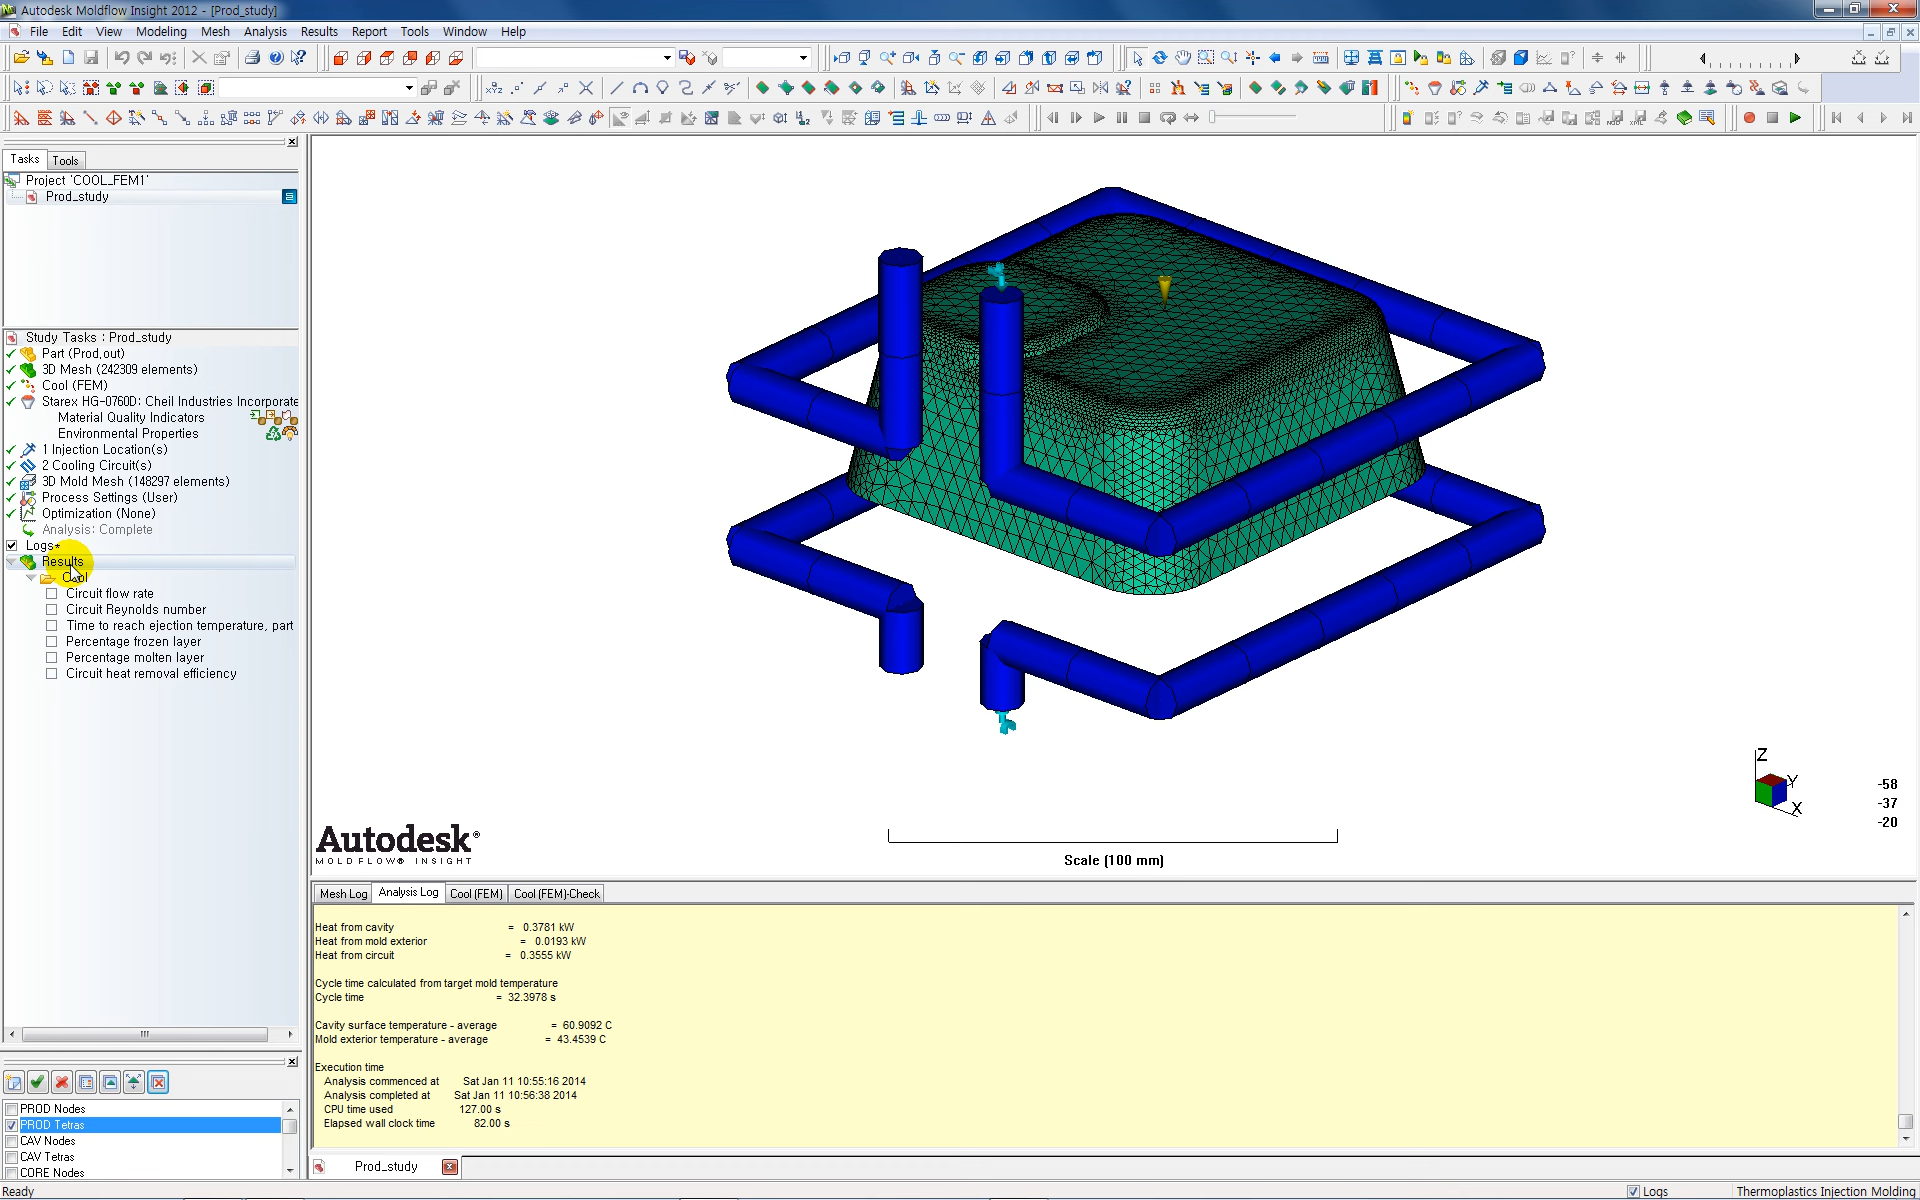 Autodesk Moldflow Insight 2012 - [Prod_study]
File Edit View Modeling Mesh Analysis Results Report Tools Window Help
Tasks Tools
Project 'COOL_FEM1'
Prod_study
Study Tasks : Prod_study
Part (Prod.out)
3D Mesh (242309 elements)
Cool (FEM)
Starex HG-0760D: Cheil Industries Incorporate
Material Quality Indicators
Environmental Properties
1 Injection Location(s)
2 Cooling Circuit(s)
3D Mold Mesh (148297 elements)
Process Settings (User)
Optimization (None)
Analysis: Complete
Logs*
Results
Cool
Circuit flow rate
Circuit Reynolds number
Time to reach ejection temperature, part
Percentage frozen layer
Percentage molten layer
Circuit heat removal efficiency
PROD Nodes
PROD Tetras
CAV Nodes
CAV Tetras
CORE Nodes
Z
Y
X
-58
-37
-20
Autodesk®
MOLDFLOW® INSIGHT
Scale (100 mm)
Mesh Log Analysis Log Cool (FEM) Cool (FEM)-Check
Heat from cavity = 0.3781 kW
Heat from mold exterior = 0.0193 kW
Heat from circuit = 0.3555 kW
Cycle time calculated from target mold temperature
Cycle time = 32.3978 s
Cavity surface temperature - average = 60.9092 C
Mold exterior temperature - average = 43.4539 C
Execution time
Analysis commenced at Sat Jan 11 10:55:16 2014
Analysis completed at Sat Jan 11 10:56:38 2014
CPU time used 127.00 s
Elapsed wall clock time 82.00 s
Prod_study
Ready
Logs Thermoplastics Injection Molding